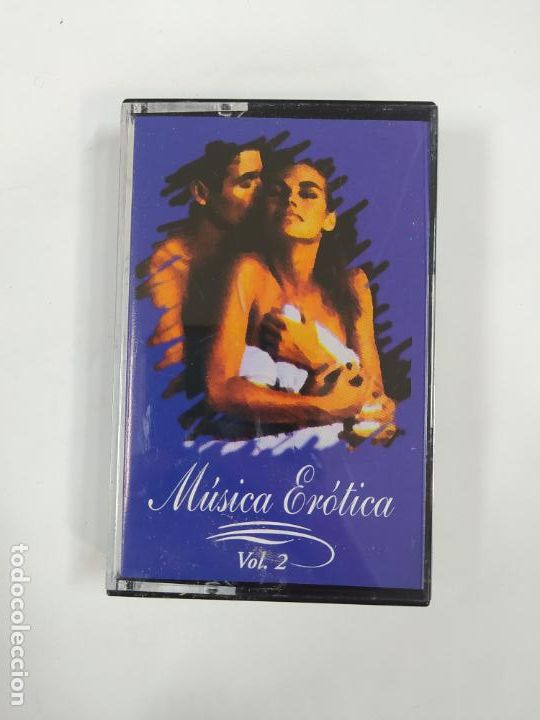 Música Erótica
Vol. 2
todocoleccion